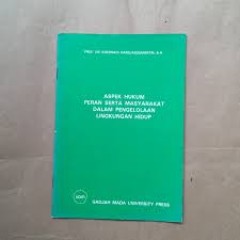 ASPEK HUKUM
PERAN SERTA MASYARAKAT
DALAM PENGELOLAAN
LINGKUNGAN HIDUP
GADJAH MADA UNIVERSITY PRESS